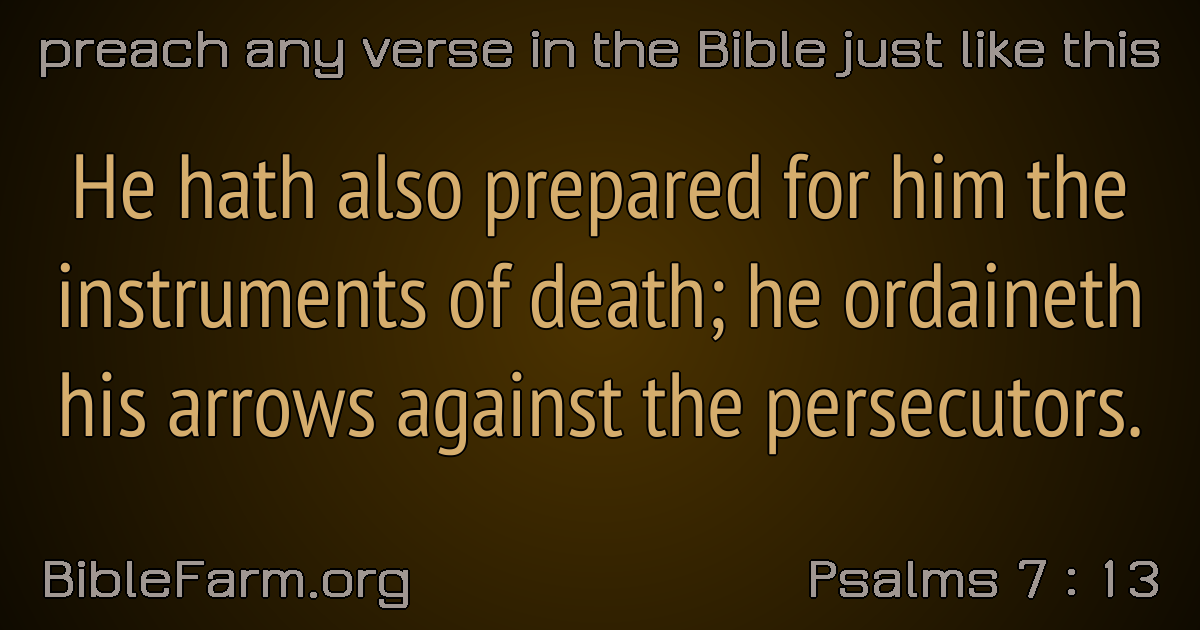 preach any verse in the Bible just like this
He hath also prepared for him the
instruments of death; he ordaineth
his arrows against the persecutors.
BibleFarm.org
Psalms 7 : 13